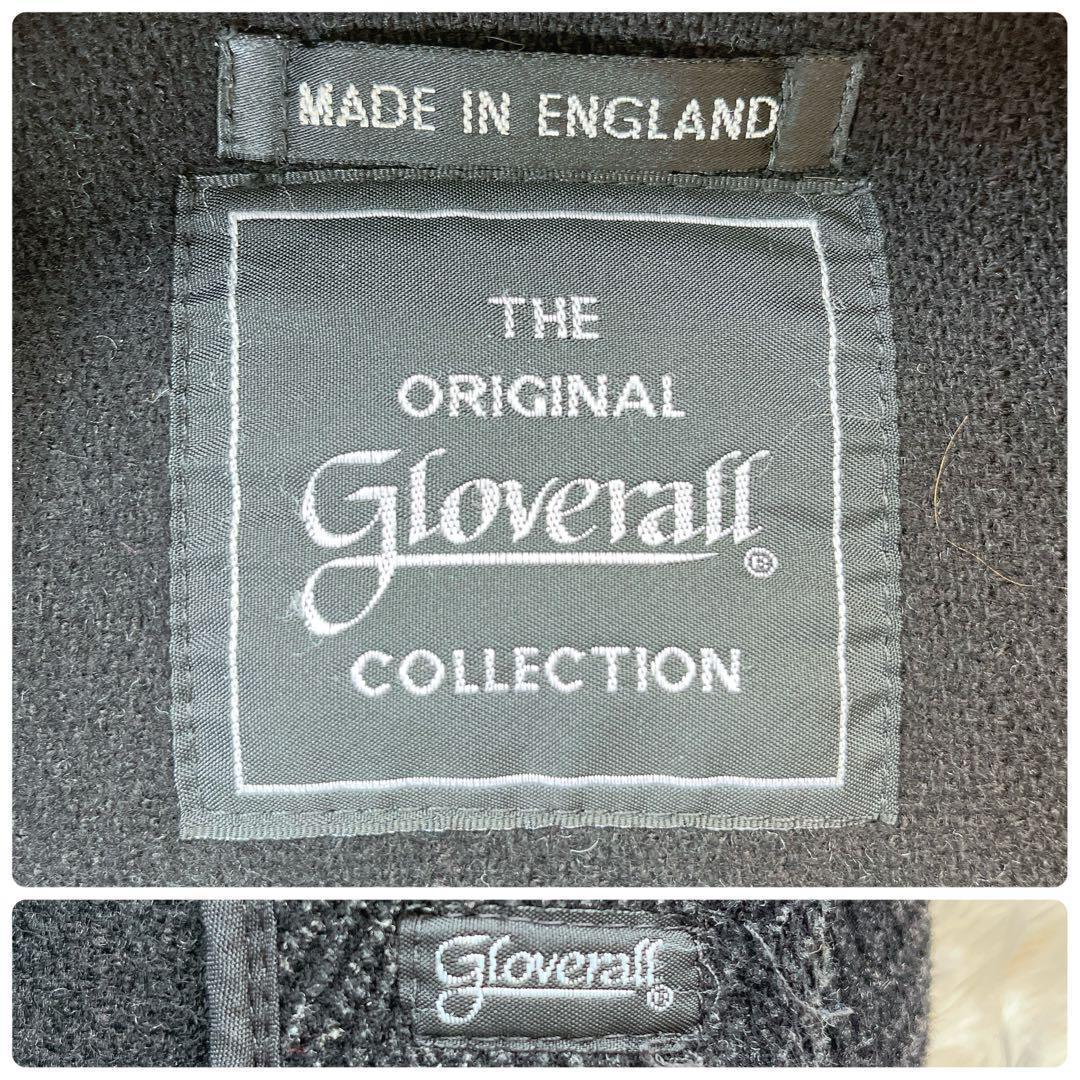 MADE IN ENGLAND
THE
ORIGINAL
Gloverall®
COLLECTION
Gloverall®